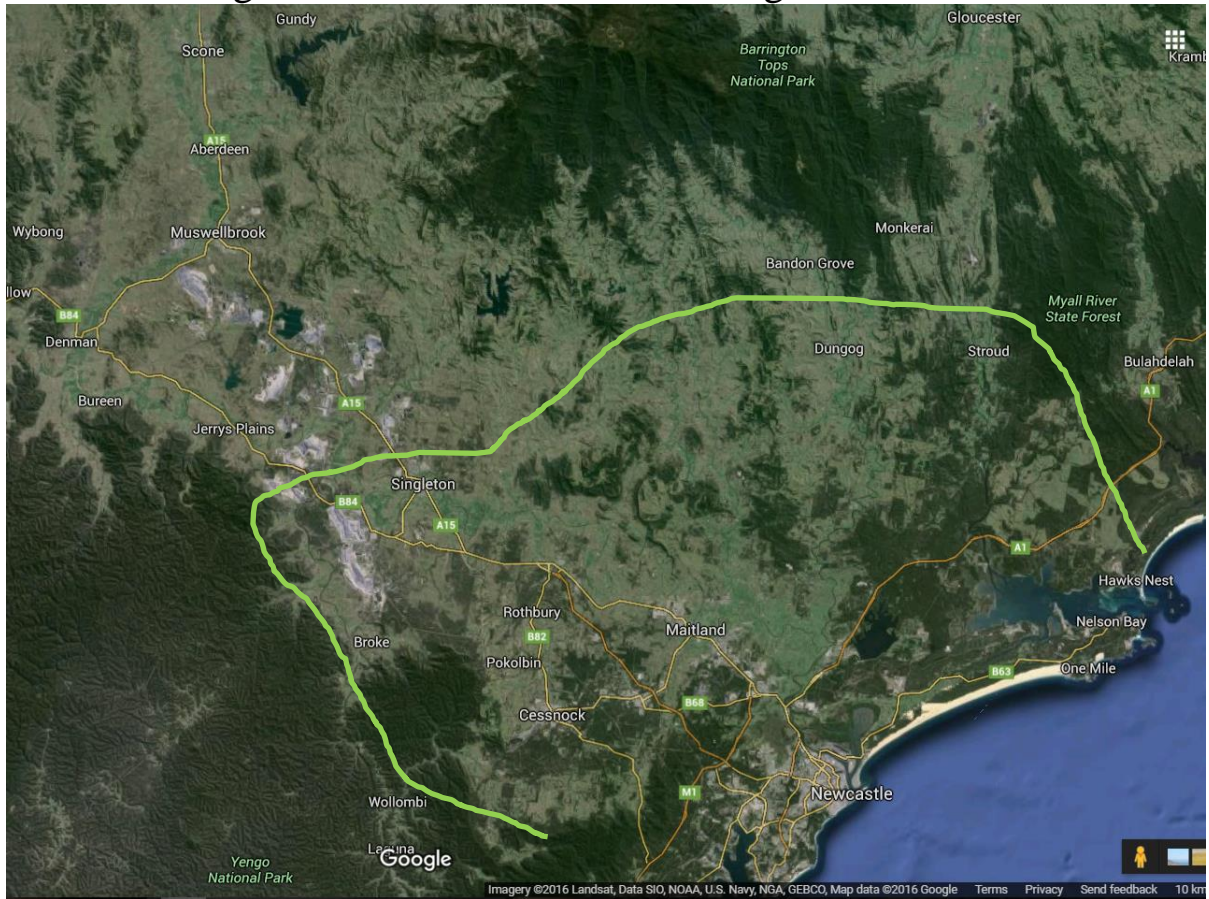 Gundy
Gloucester
Scone
Barrington
Tops
National Park
Kramb
A15
Aberdeen
Wybong
Muswellbrook
Monkerai
Bandon Grove
llow
B84
Myall River
State Forest
Denman
Dungog
Stroud
Bulahdelah
A1
Bureen
A15
Jerrys Plains
Singleton
B84
A15
A1
Hawks Nest
Rothbury
Nelson Bay
Maitland
B82
Broke
Pokolbin
One Mile
B63
B68
Cessnock
M1
Newcastle
Wollombi
Laguna
Google
Yengo
National Park
Imagery ©2016 Landsat, Data SIO, NOAA, U.S. Navy, NGA, GEBCO, Map data ©2016 Google Terms Privacy Send feedback 10 km